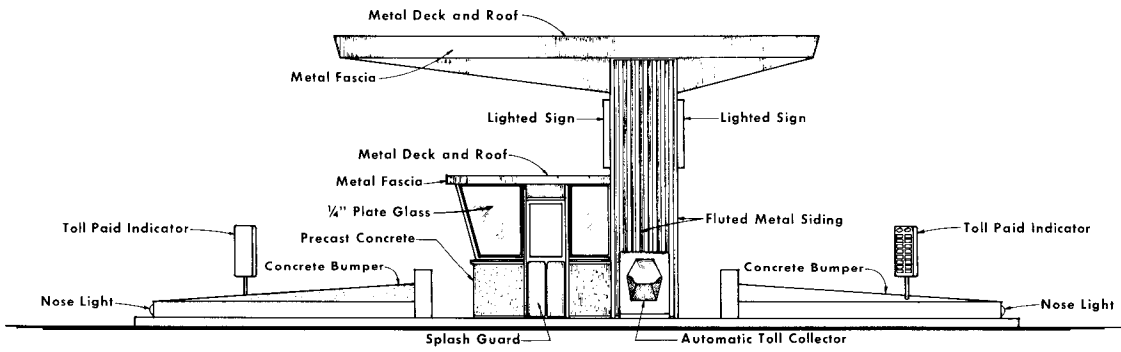 Metal Deck and Roof
Metal Fascia
Lighted Sign
Lighted Sign
Metal Deck and Roof
Metal Fascia
¼" Plate Glass
Fluted Metal Siding
Toll Paid Indicator
Toll Paid Indicator
Precast Concrete
Concrete Bumper
Concrete Bumper
Nose Light
Nose Light
Splash Guard
Automatic Toll Collector